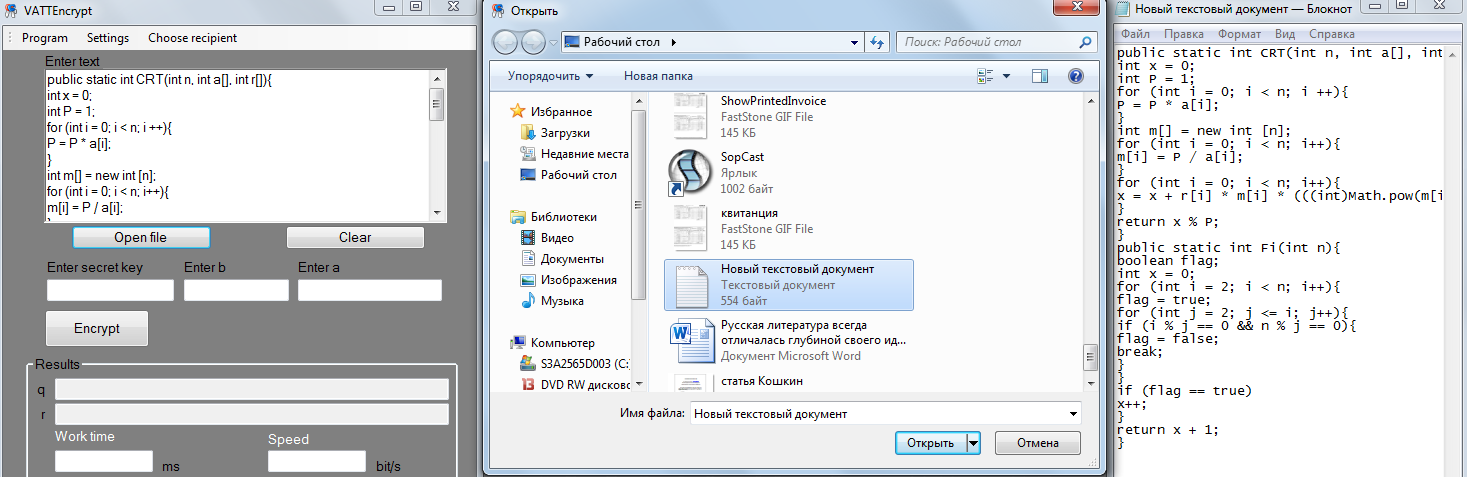 VATTEncrypt
Program Settings Choose recipient
Enter text
public static int CRT(int n, int a[], int r[]){
int x = 0;
int P = 1;
for (int i = 0; i < n; i ++){
P = P * a[i];
}
int m[] = new int [n];
for (int i = 0; i < n; i++){
m[i] = P / a[i];
Open file Clear
Enter secret key Enter b Enter a
Encrypt
Results
q
r
Work time Speed
ms bit/s
Открыть
Рабочий стол
Поиск: Рабочий стол
Упорядочить Новая папка
Избранное
Загрузки
Недавние места
Рабочий стол
Библиотеки
Видео
Документы
Изображения
Музыка
Компьютер
S3A2565D003 (C:
DVD RW дисково
ShowPrintedInvoice
FastStone GIF File
145 КБ
SopCast
Ярлык
1002 байт
квитанция
FastStone GIF File
145 КБ
Новый текстовый документ
Текстовый документ
554 байт
Русская литература всегда
отличалась глубиной своего ид...
Документ Microsoft Word
статья Кошкин
Имя файла: Новый текстовый документ
Открыть Отмена
Новый текстовый документ — Блокнот
Файл Правка Формат Вид Справка
public static int CRT(int n, int a[], int
int x = 0;
int P = 1;
for (int i = 0; i < n; i ++){
P = P * a[i];
}
int m[] = new int [n];
for (int i = 0; i < n; i++){
m[i] = P / a[i];
}
for (int i = 0; i < n; i++){
x = x + r[i] * m[i] * (((int)Math.pow(m[i
}
return x % P;
}
public static int Fi(int n){
boolean flag;
int x = 0;
for (int i = 2; i < n; i++){
flag = true;
for (int j = 2; j <= i; j++){
if (i % j == 0 && n % j == 0){
flag = false;
break;
}
}
if (flag == true)
x++;
}
return x + 1;
}